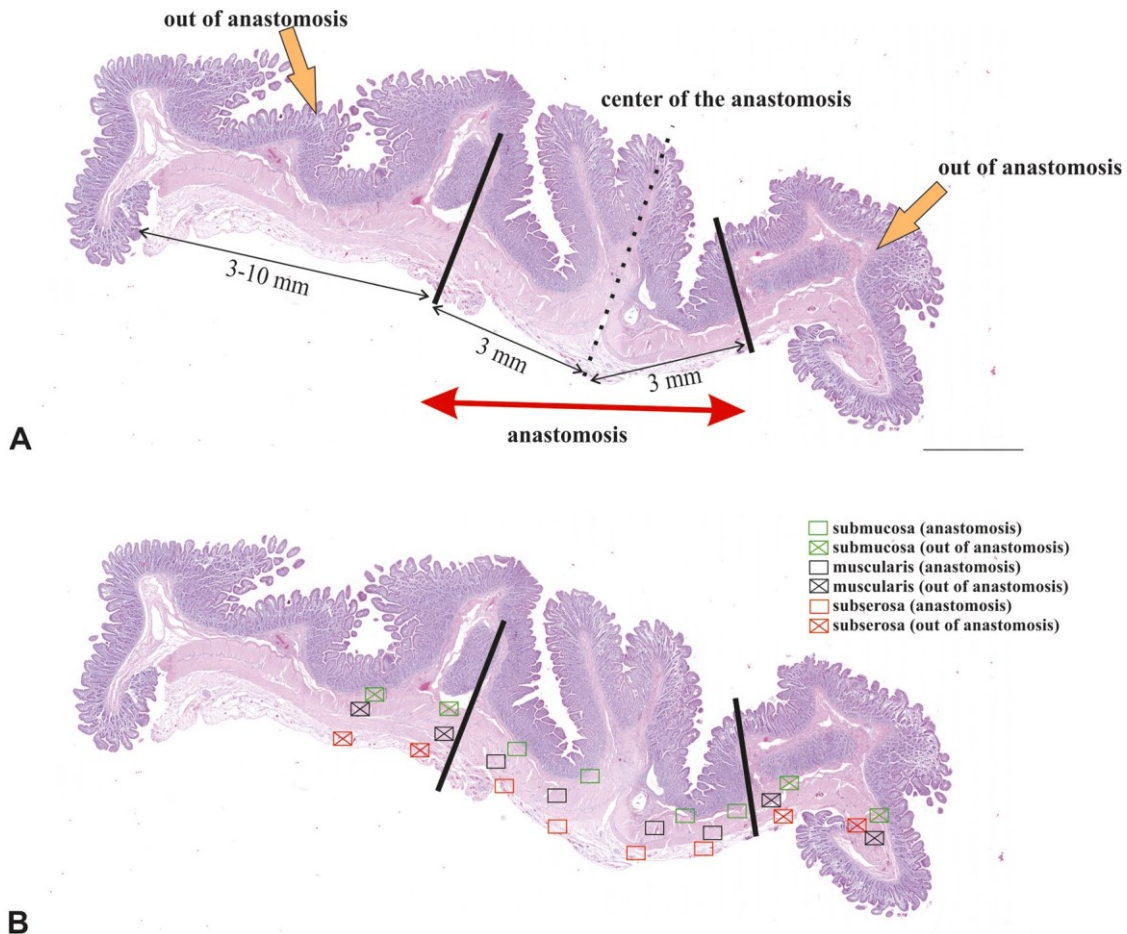 out of anastomosis
center of the anastomosis
out of anastomosis
3-10 mm
3 mm
3 mm
anastomosis
A
submucosa (anastomosis)
submucosa (out of anastomosis)
muscularis (anastomosis)
muscularis (out of anastomosis)
subserosa (anastomosis)
subserosa (out of anastomosis)
B